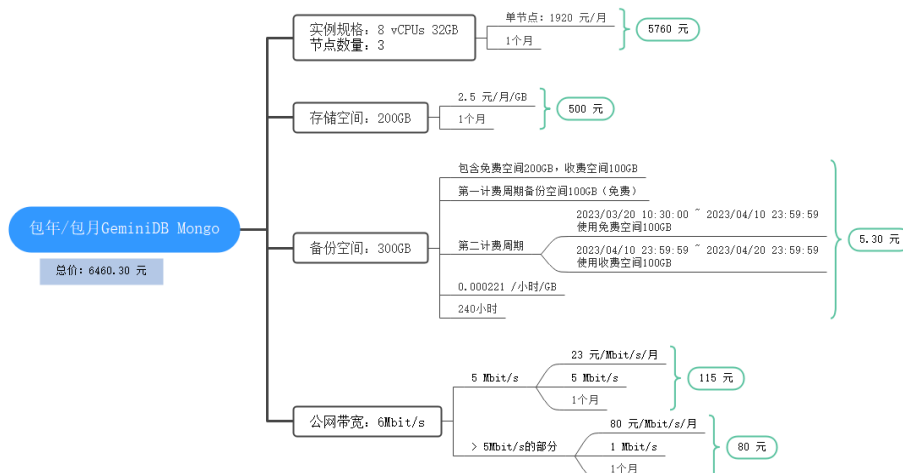 包年/包月GeminiDB Mongo
总价: 6460.30 元
实例规格: 8 vCPUs 32GB
节点数量: 3
单节点: 1920 元/月
1个月
5760 元
存储空间: 200GB
2.5 元/月/GB
1个月
500 元
备份空间: 300GB
包含免费空间200GB, 收费空间100GB
第一计费周期备份空间100GB (免费)
第二计费周期
2023/03/20 10:30:00 ~ 2023/04/10 23:59:59
使用免费空间100GB
2023/04/10 23:59:59 ~ 2023/04/20 23:59:59
使用收费空间100GB
0.000221 /小时/GB
240小时
5.30 元
公网带宽: 6Mbit/s
5 Mbit/s
23 元/Mbit/s/月
5 Mbit/s
1个月
115 元
> 5Mbit/s的部分
80 元/Mbit/s/月
1 Mbit/s
1个月
80 元